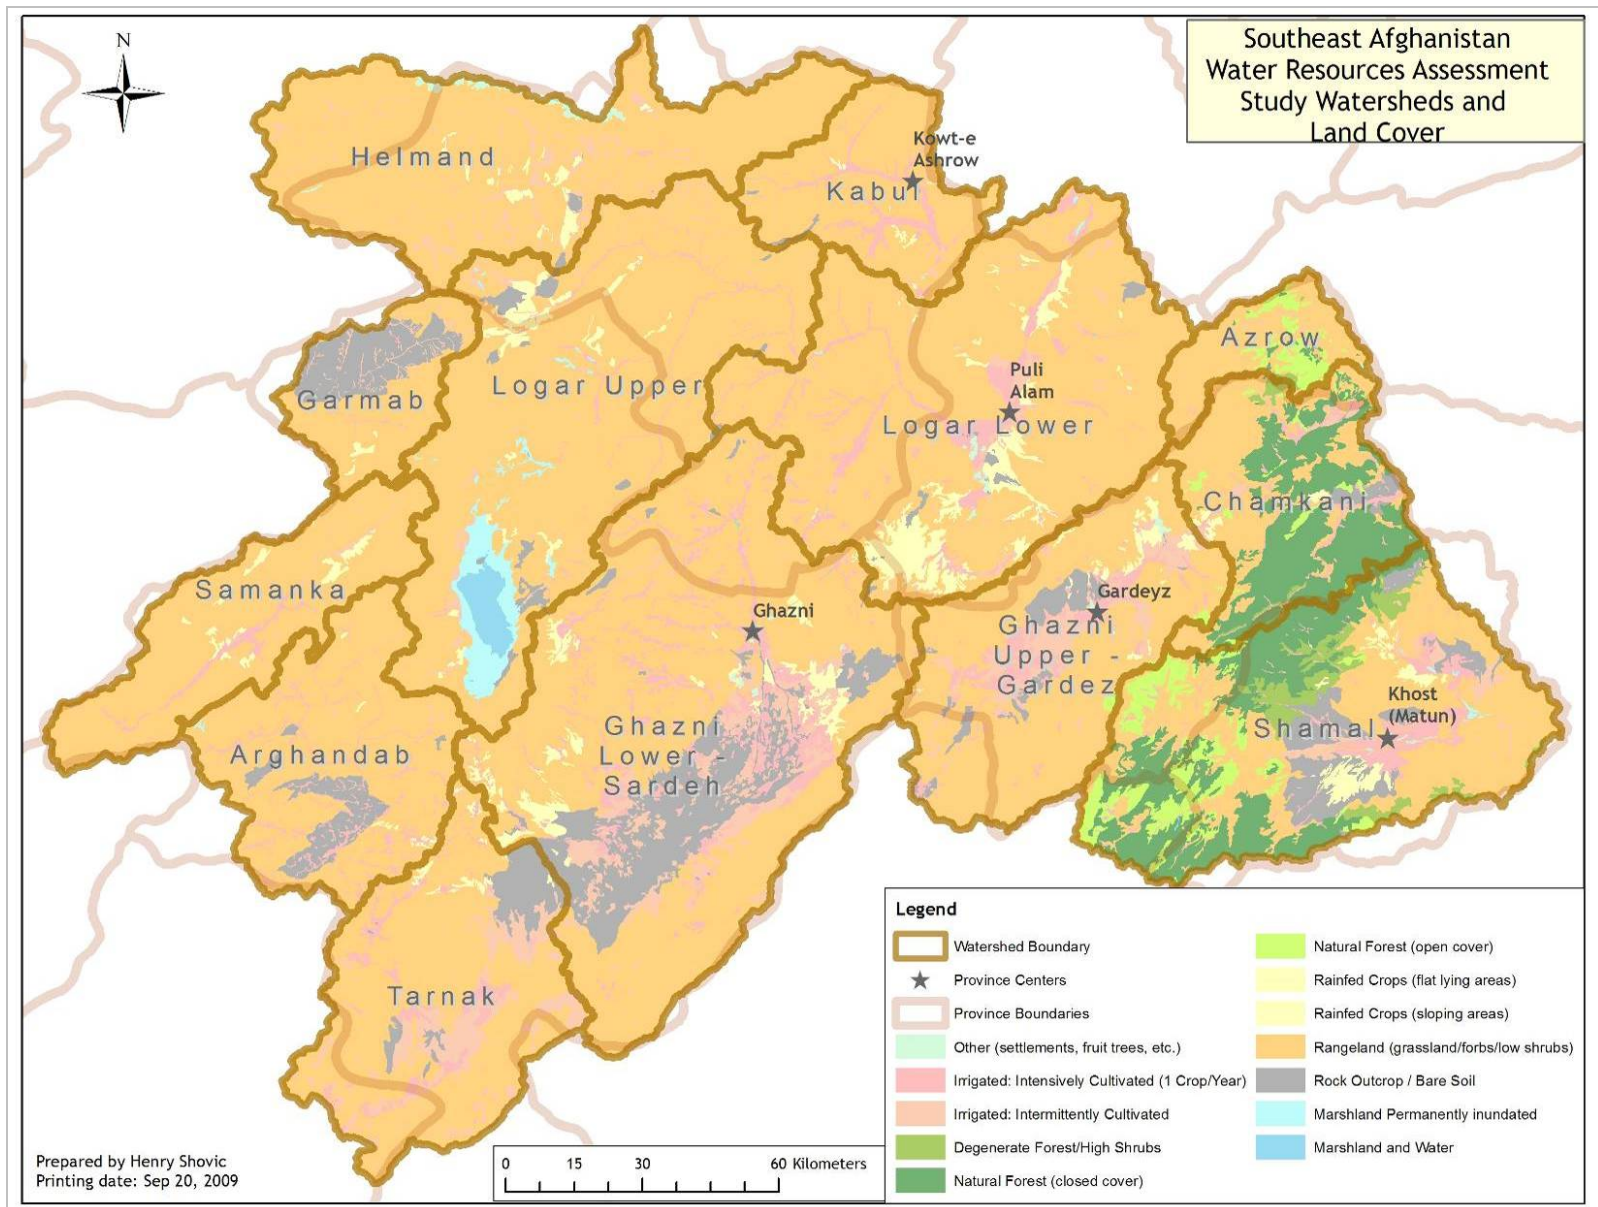 Southeast Afghanistan
Water Resources Assessment
Study Watersheds and
Land Cover
N
Helmand
Kowt-e
Ashrow
Kabul
Azrow
Garmab
Logar Upper
Puli
Alam
Logar Lower
Chamkani
Samanka
Ghazni
Gardeyz
Ghazni
Upper -
Gardez
Khost
(Matun)
Shamal
Arghandab
Ghazni
Lower -
Sardeh
Tarnak
Legend
Watershed Boundary
Province Centers
Province Boundaries
Other (settlements, fruit trees, etc.)
Irrigated: Intensively Cultivated (1 Crop/Year)
Irrigated: Intermittently Cultivated
Degenerate Forest/High Shrubs
Natural Forest (closed cover)
Natural Forest (open cover)
Rainfed Crops (flat lying areas)
Rainfed Crops (sloping areas)
Rangeland (grassland/forbs/low shrubs)
Rock Outcrop / Bare Soil
Marshland Permanently inundated
Marshland and Water
0 15 30 60 Kilometers
Prepared by Henry Shovic
Printing date: Sep 20, 2009